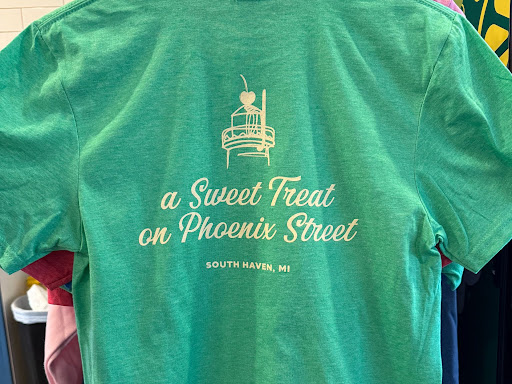 a Sweet Treat
on Phoenix Street
SOUTH HAVEN, MI